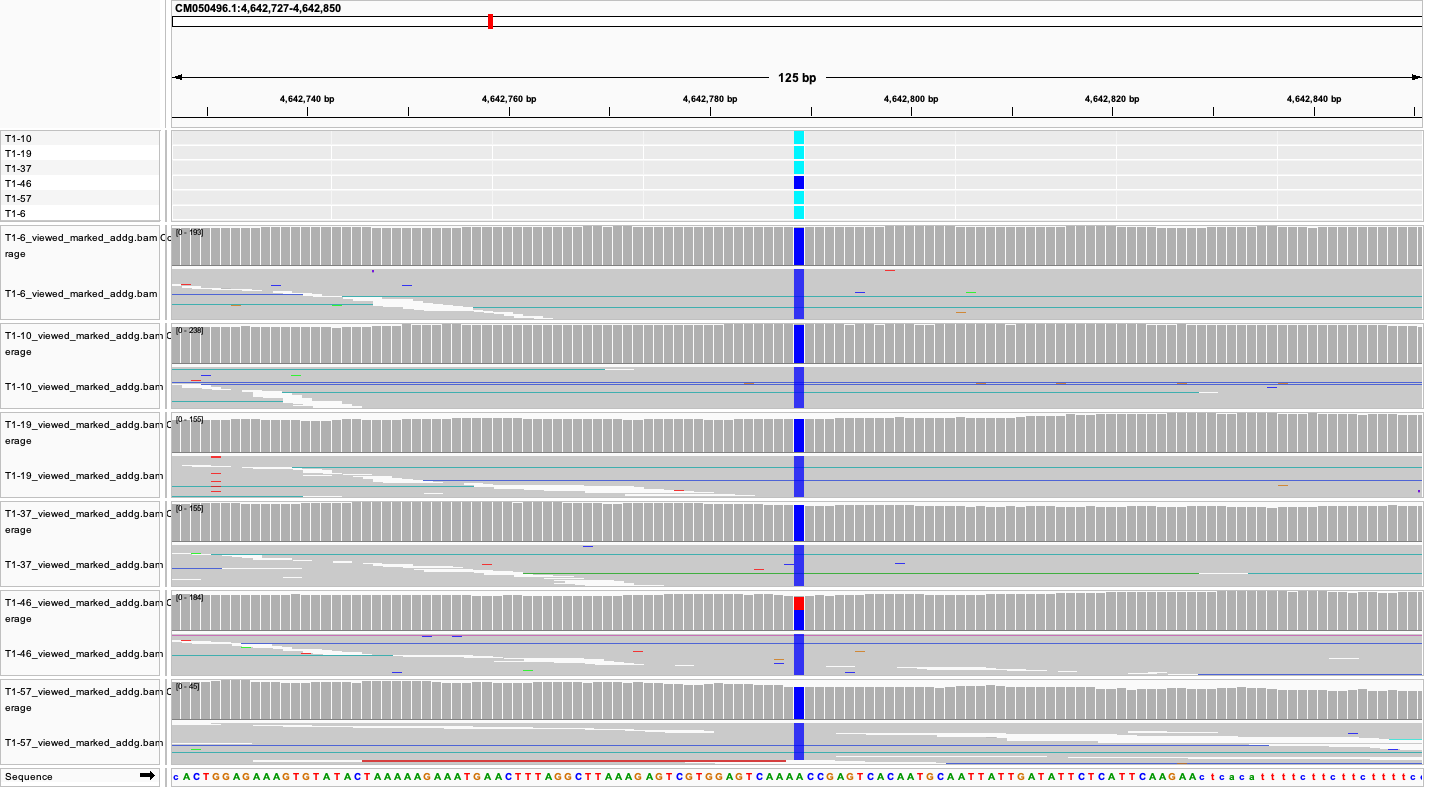 CM050496.1:4,642,727-4,642,850
125 bp
4,642,740 bp 4,642,760 bp 4,642,780 bp 4,642,800 bp 4,642,820 bp 4,642,840 bp
T1-10
T1-19
T1-37
T1-46
T1-57
T1-6
T1-6_viewed_marked_addg.bam Co
rage
[0 - 193]
T1-6_viewed_marked_addg.bam
T1-10_viewed_marked_addg.bam C
erage
[0 - 238]
T1-10_viewed_marked_addg.bam
T1-19_viewed_marked_addg.bam C
erage
[0 - 155]
T1-19_viewed_marked_addg.bam
T1-37_viewed_marked_addg.bam C
erage
[0 - 155]
T1-37_viewed_marked_addg.bam
T1-46_viewed_marked_addg.bam C
erage
[0 - 184]
T1-46_viewed_marked_addg.bam
T1-57_viewed_marked_addg.bam C
erage
[0 - 45]
T1-57_viewed_marked_addg.bam
Sequence c A C T G G A G A A A G T G T A T A C T A A A A A G A A A T G A A C T T T A G G C T T A A A G A G T C G T G G A G T C A A A A C C G A G T C A C A A T G C A A T T A T T G A T A T T C T C A T T C A A G A A c t c a c a t t t t c t t c t t c t t t t c c